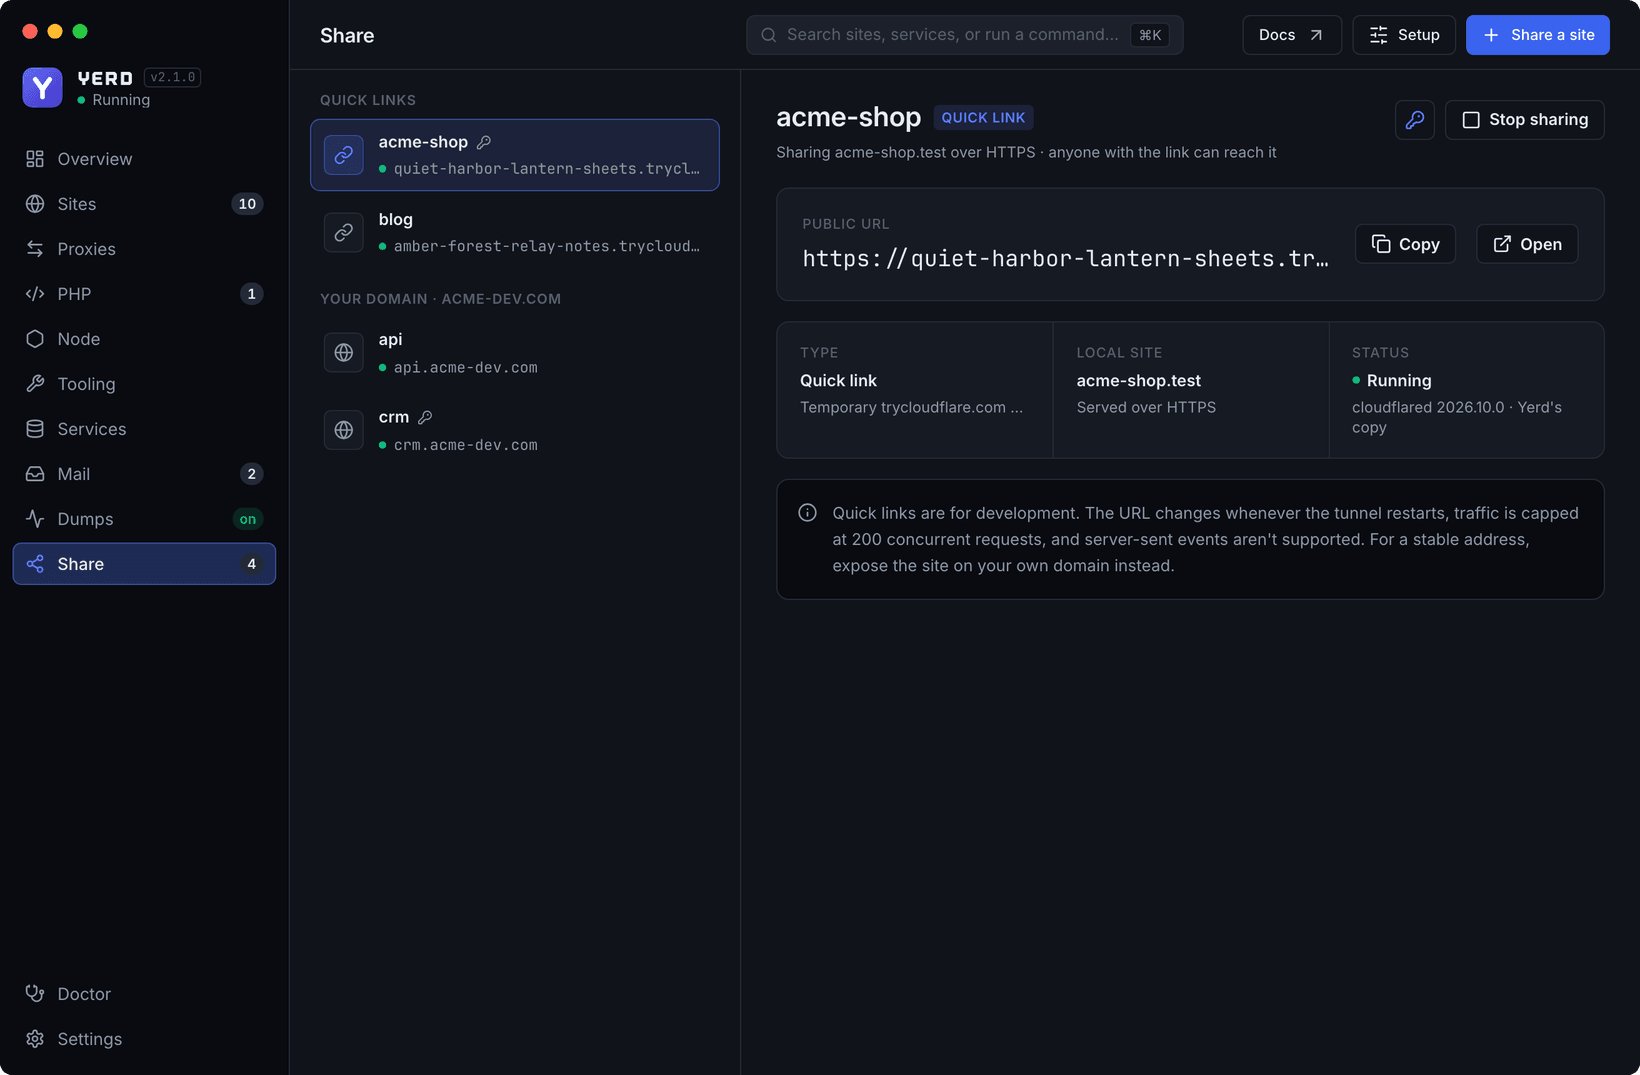 YERD v2.1.0
Running
Overview
Sites 10
Proxies
PHP 1
Node
Tooling
Services
Mail 2
Dumps on
Share 4
Doctor
Settings
Share
Search sites, services, or run a command... ⌘K
Docs
Setup
Share a site
QUICK LINKS
acme-shop
quiet-harbor-lantern-sheets.trycl…
blog
amber-forest-relay-notes.trycloud…
YOUR DOMAIN · ACME-DEV.COM
api
api.acme-dev.com
crm
crm.acme-dev.com
acme-shop QUICK LINK
Stop sharing
Sharing acme-shop.test over HTTPS · anyone with the link can reach it
PUBLIC URL
https://quiet-harbor-lantern-sheets.tr…
Copy
Open
TYPE
Quick link
Temporary trycloudflare.com ...
LOCAL SITE
acme-shop.test
Served over HTTPS
STATUS
Running
cloudflared 2026.10.0 · Yerd's
copy
Quick links are for development. The URL changes whenever the tunnel restarts, traffic is capped
at 200 concurrent requests, and server-sent events aren't supported. For a stable address,
expose the site on your own domain instead.